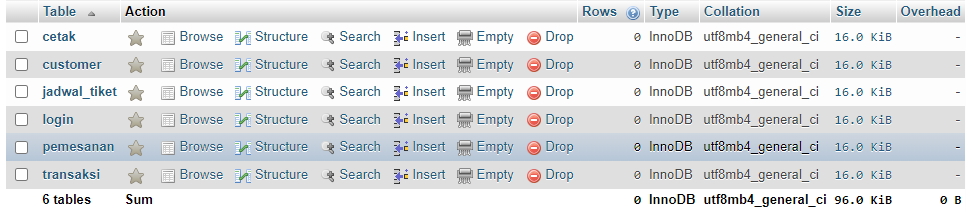 Table Action Rows Type Collation Size Overhead
cetak Browse Structure Search Insert Empty Drop 0 InnoDB utf8mb4_general_ci 16.0 KiB -
customer Browse Structure Search Insert Empty Drop 0 InnoDB utf8mb4_general_ci 16.0 KiB -
jadwal_tiket Browse Structure Search Insert Empty Drop 0 InnoDB utf8mb4_general_ci 16.0 KiB -
login Browse Structure Search Insert Empty Drop 0 InnoDB utf8mb4_general_ci 16.0 KiB -
pemesanan Browse Structure Search Insert Empty Drop 0 InnoDB utf8mb4_general_ci 16.0 KiB -
transaksi Browse Structure Search Insert Empty Drop 0 InnoDB utf8mb4_general_ci 16.0 KiB -
6 tables Sum 0 InnoDB utf8mb4_general_ci 96.0 KiB 0 B